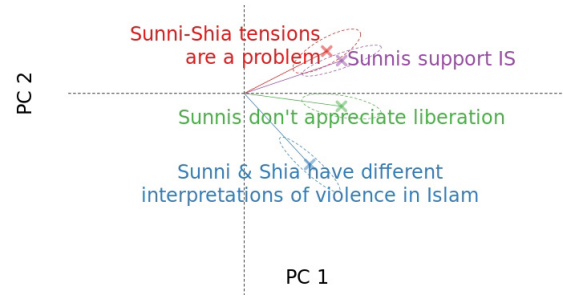 Sunni-Shia tensions
are a problem
Sunnis support IS
PC 2
Sunnis don't appreciate liberation
Sunni & Shia have different
interpretations of violence in Islam
PC 1